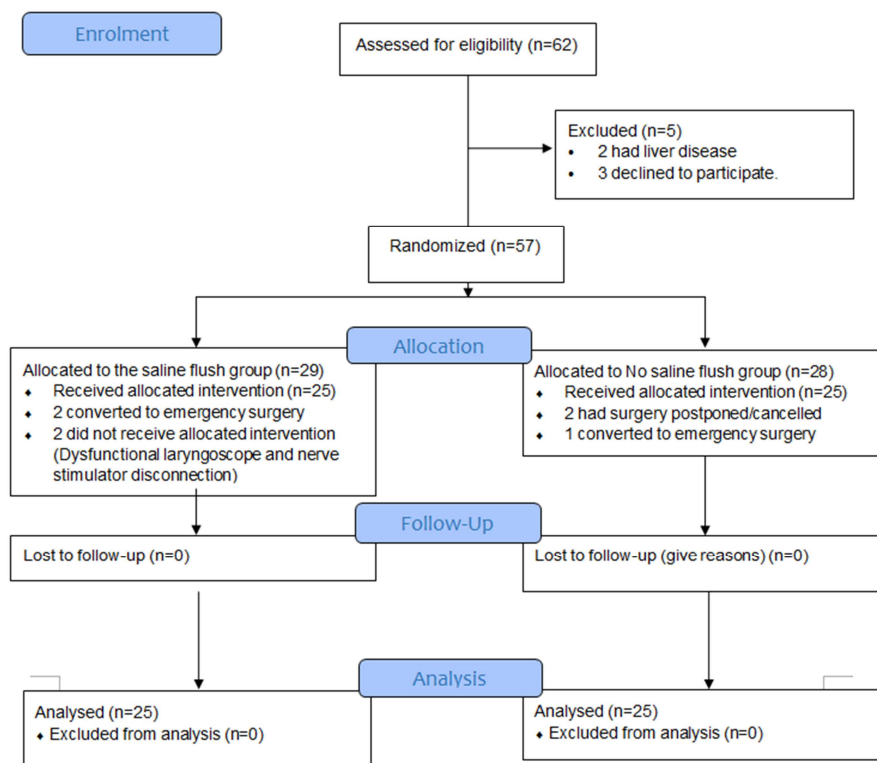 Enrolment
Assessed for eligibility (n=62)
Excluded (n=5)
• 2 had liver disease
• 3 declined to participate.
Randomized (n=57)
Allocation
Allocated to the saline flush group (n=29)
♦ Received allocated intervention (n=25)
♦ 2 converted to emergency surgery
♦ 2 did not receive allocated intervention
(Dysfunctional laryngoscope and nerve
stimulator disconnection)
Allocated to No saline flush group (n=28)
♦ Received allocated intervention (n=25)
♦ 2 had surgery postponed/cancelled
♦ 1 converted to emergency surgery
Follow-Up
Lost to follow-up (n=0)
Lost to follow-up (give reasons) (n=0)
Analysis
Analysed (n=25)
♦ Excluded from analysis (n=0)
Analysed (n=25)
♦ Excluded from analysis (n=0)